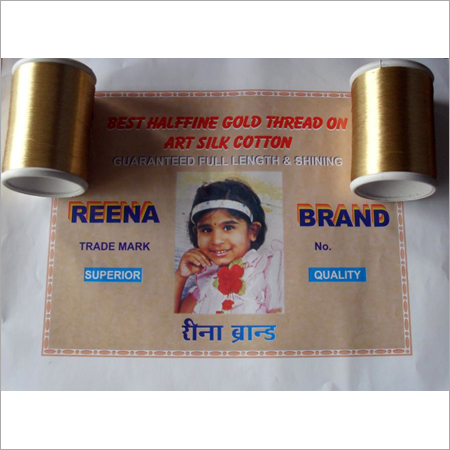 BEST HALFFINE GOLD THREAD ON
ART SILK COTTON
GUARANTEED FULL LENGTH & SHINING
REENA BRAND
TRADE MARK No.
SUPERIOR QUALITY
रीना ब्रान्ड